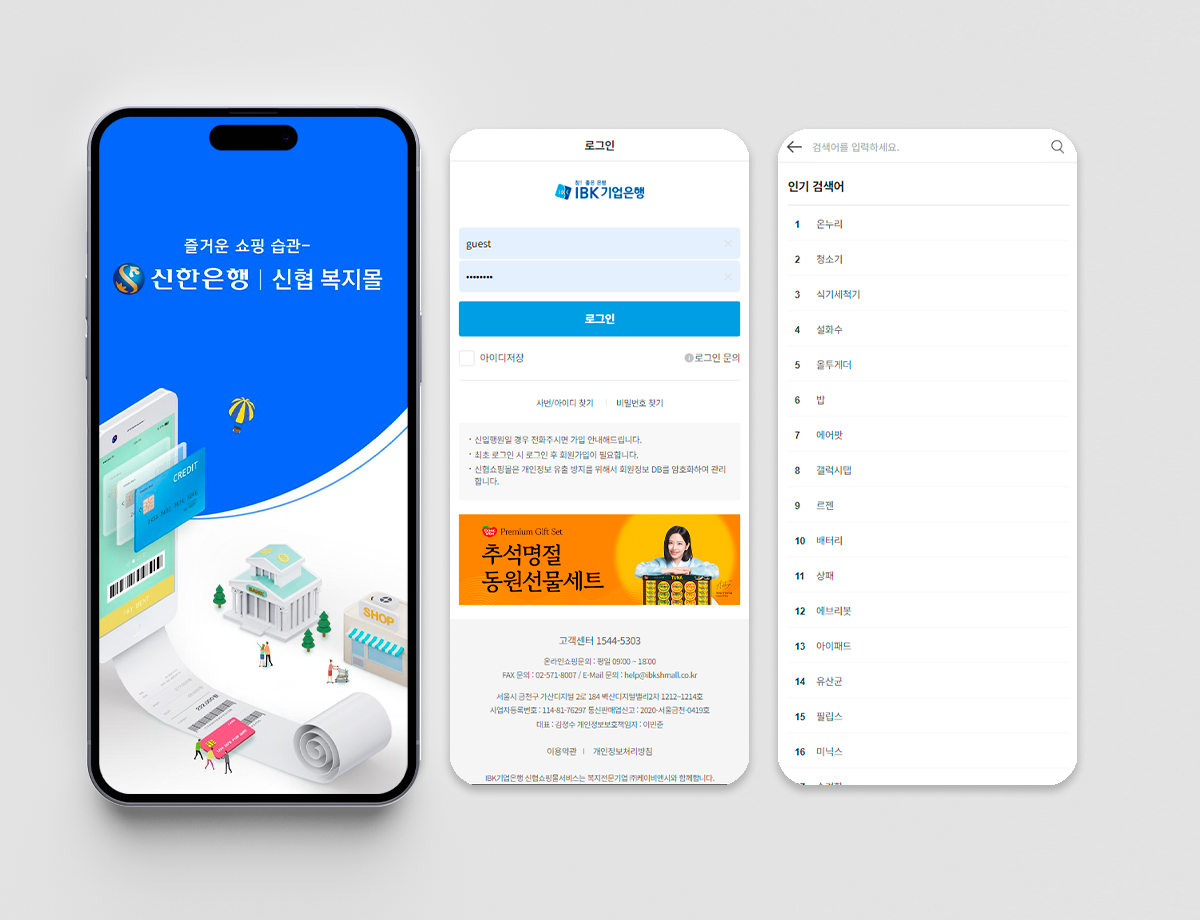 즐거운 쇼핑 습관-
신한은행 | 신협 복지몰
CREDIT
BANK
SHOP
로그인
참! 좋은 은행
IBK기업은행
guest
••••••••
로그인
아이디저장
로그인 문의
사번/아이디 찾기 | 비밀번호 찾기
· 신입행원일 경우 전화주시면 가입 안내해드립니다.
· 최초 로그인 시 로그인 후 회원가입이 필요합니다.
· 신협쇼핑몰은 개인정보 유출 방지를 위해서 회원정보 DB를 암호화하여 관리
합니다.
Premium Gift Set
추석명절
동원선물세트
TUNA
고객센터 1544-5303
온라인쇼핑문의 : 평일 09:00 ~ 18:00
FAX 문의 : 02-571-8007 / E-Mail 문의 : help@ibkshmall.co.kr
서울시 금천구 가산디지털 2로 184 벽산디지털밸리2차 1212~1214호
사업자등록번호 : 114-81-76297 통신판매업신고 : 2020-서울금천-0419호
대표 : 김정수 개인정보보호책임자 : 이민준
이용약관 | 개인정보처리방침
IBK기업은행 신협쇼핑몰서비스는 복지전문기업 ㈜케이비앤시와 함께합니다.
검색어를 입력하세요.
인기 검색어
1 온누리
2 청소기
3 식기세척기
4 설화수
5 올투게더
6 밥
7 에어팟
8 갤럭시탭
9 르젠
10 배터리
11 상패
12 에브리봇
13 아이패드
14 유산균
15 필립스
16 미닉스